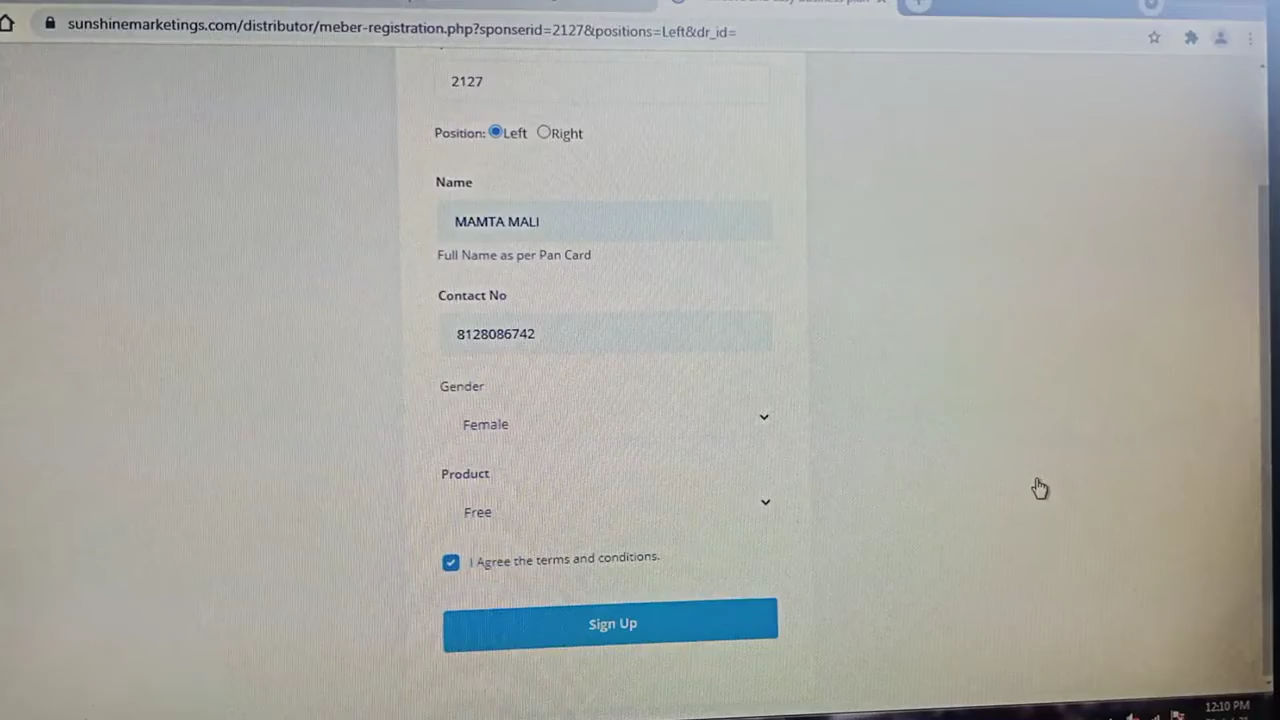 sunshinemarketings.com/distributor/meber-registration.php?sponserid=2127&positions=Left&dr_id=
2127
Position: Left Right
Name
MAMTA MALI
Full Name as per Pan Card
Contact No
8128086742
Gender
Female
Product
Free
I Agree the terms and conditions.
Sign Up
12:10 PM